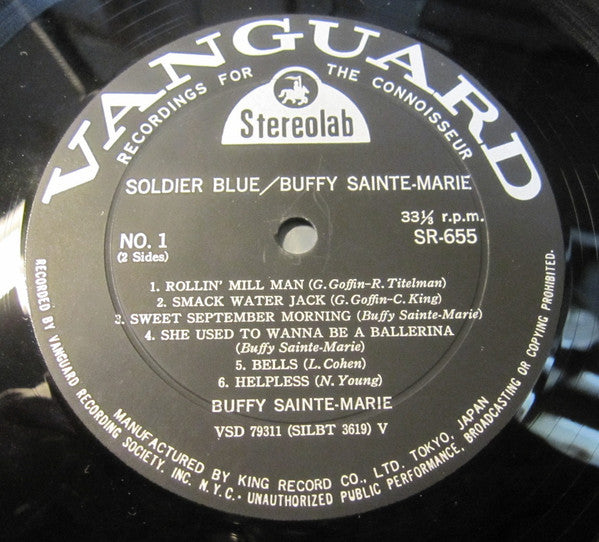 VANGUARD
RECORDINGS FOR THE CONNOISSEUR
Stereolab
SOLDIER BLUE/BUFFY SAINTE-MARIE
33⅓ r.p.m.
NO. 1 SR-655
(2 Sides)
1. ROLLIN' MILL MAN (G. Goffin-R. Titelman)
2. SMACK WATER JACK (G. Goffin-C. King)
3. SWEET SEPTEMBER MORNING (Buffy Sainte-Marie)
4. SHE USED TO WANNA BE A BALLERINA
(Buffy Sainte-Marie)
5. BELLS (L. Cohen)
6. HELPLESS (N. Young)
BUFFY SAINTE-MARIE
VSD 79311 (SILBT 3619) V
MANUFACTURED BY KING RECORD CO., LTD. TOKYO, JAPAN
RECORDED BY VANGUARD RECORDING SOCIETY, INC. N.Y.C. · UNAUTHORIZED PUBLIC PERFORMANCE, BROADCASTING OR COPYING PROHIBITED.